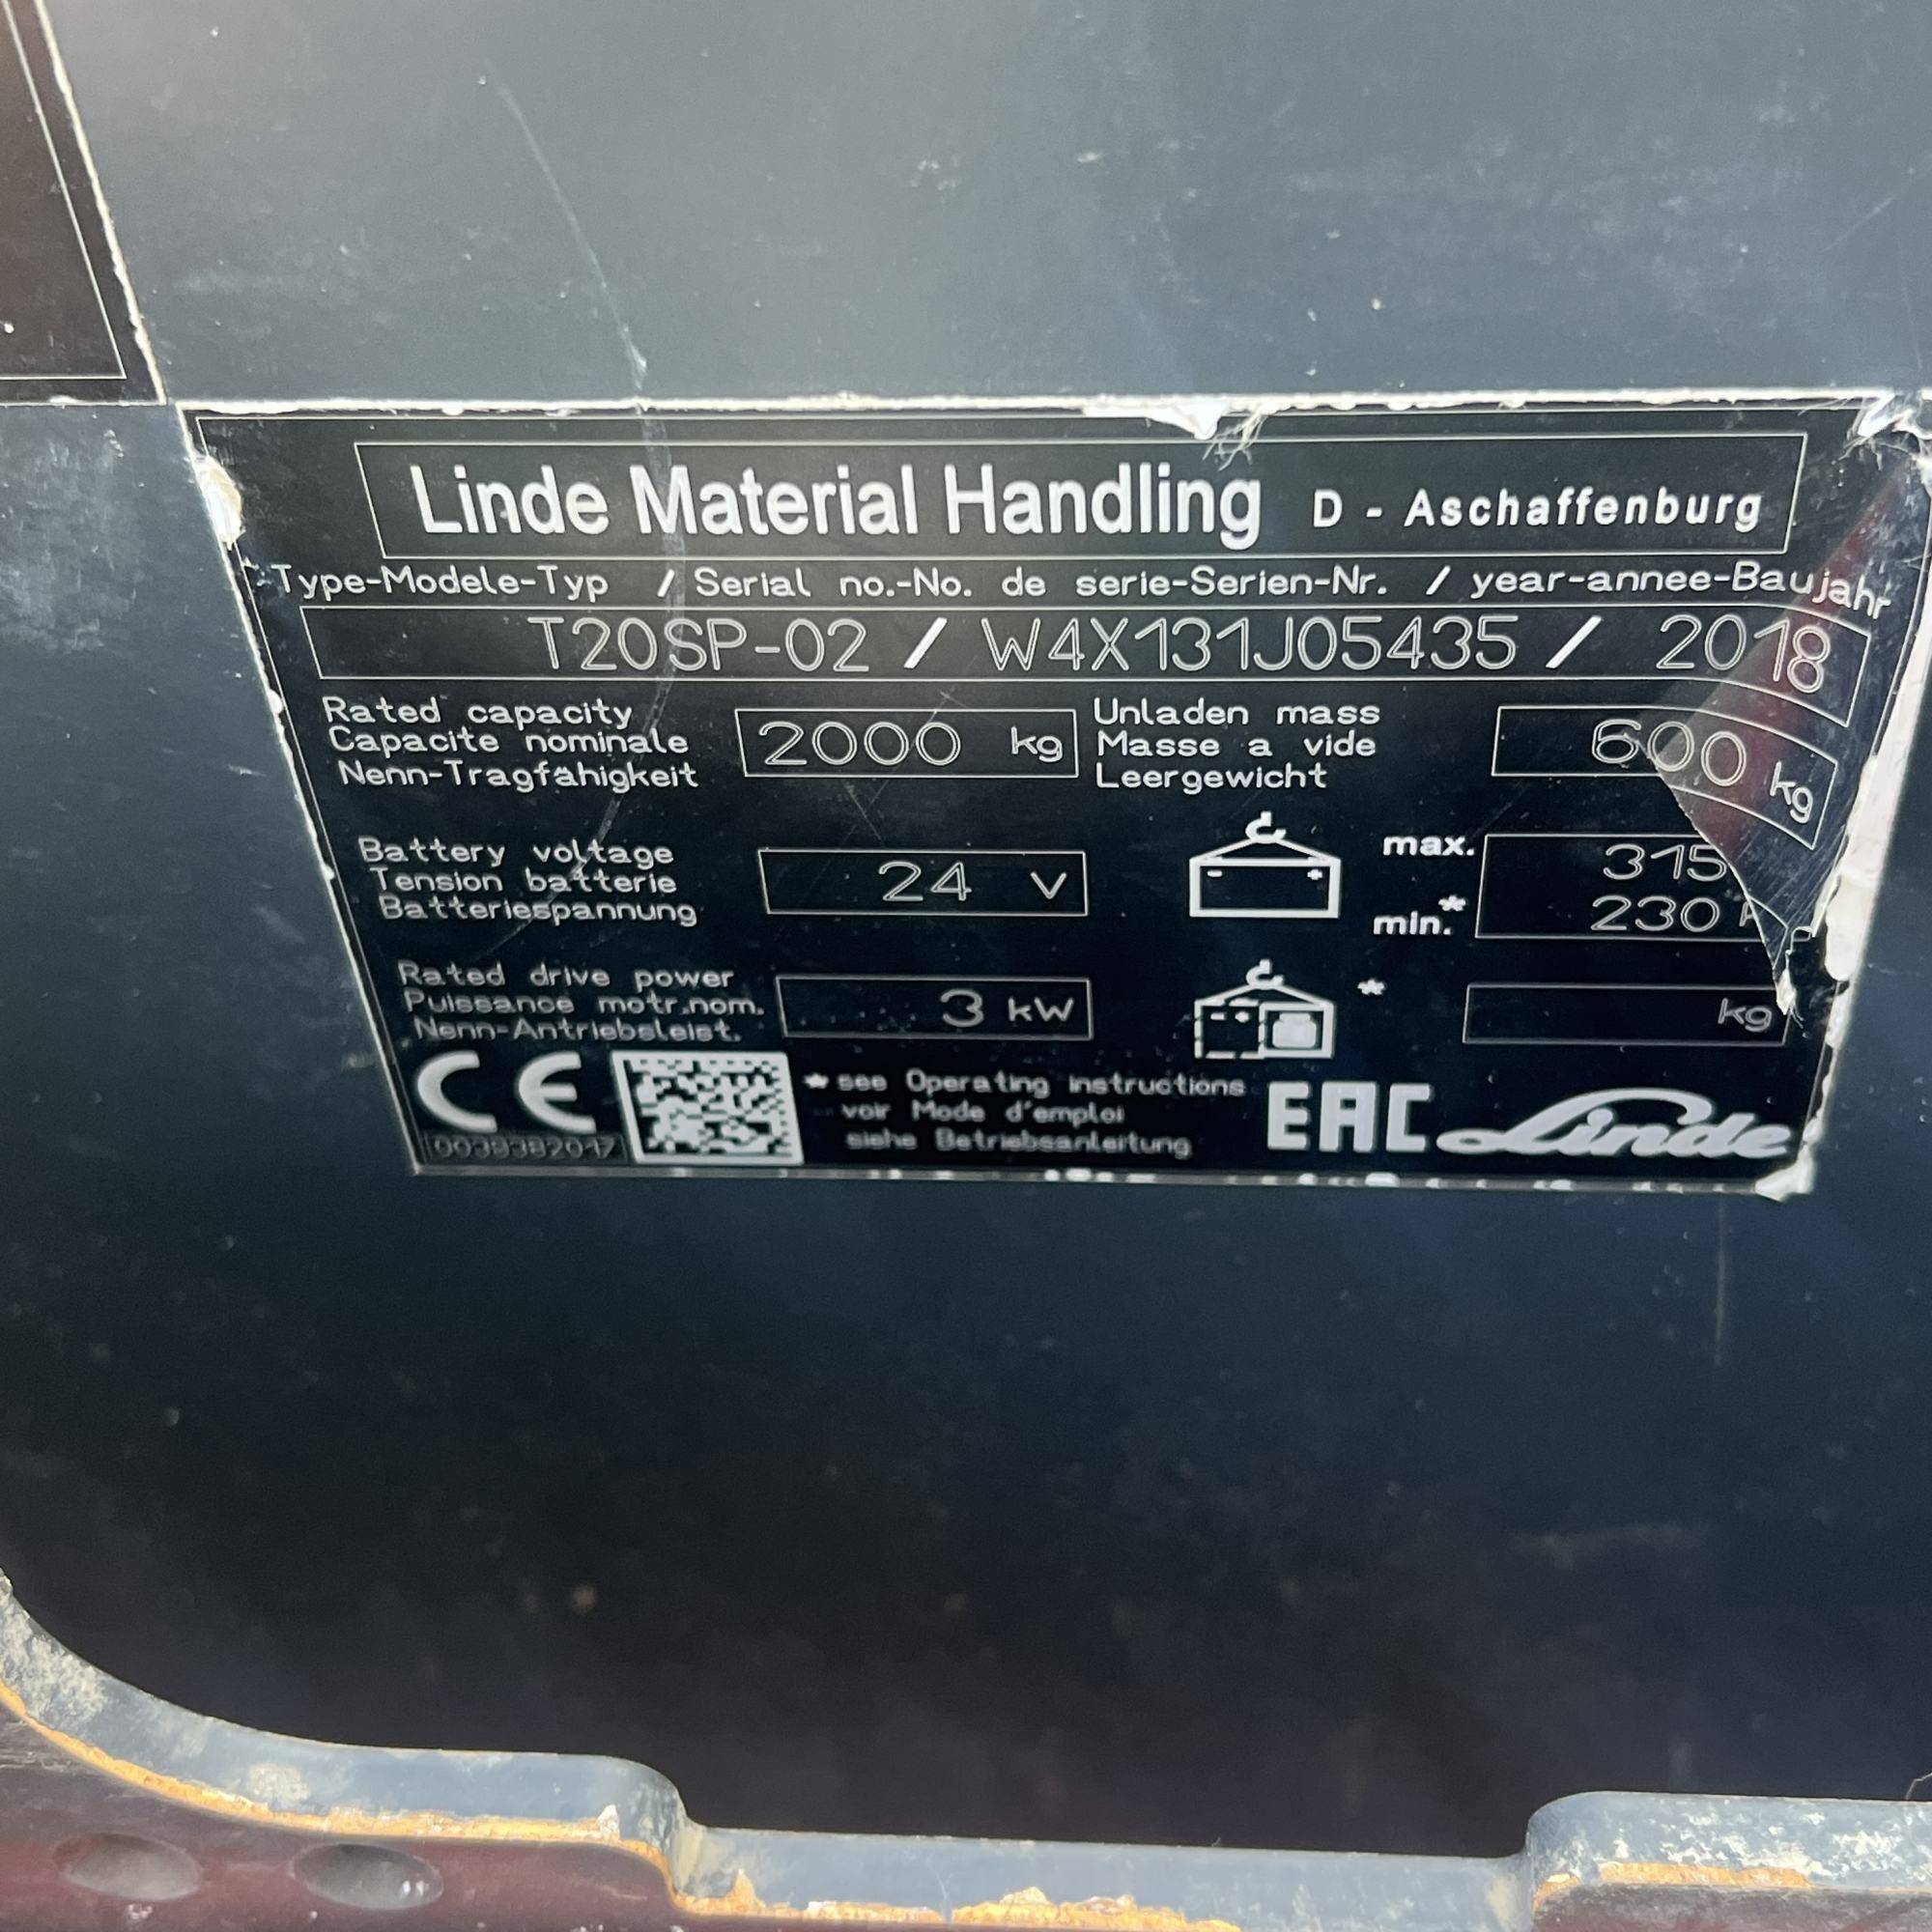 Linde Material Handling D - Aschaffenburg
Type-Modele-Typ / Serial no.-No. de serie-Serien-Nr. / year-annee-Baujahr
T20SP-02 / W4X131J05435 / 2018
Rated capacity
Capacite nominale
Nenn-Tragfähigkeit
2000 kg
Unladen mass
Masse a vide
Leergewicht
600 kg
Battery voltage
Tension batterie
Batteriespannung
24 V
max. 315
min.* 230
Rated drive power
Puissance motr.nom.
Nenn-Antriebsleist.
3 kW
* kg
CE
0039382047
* see Operating instructions
voir Mode d'emploi
siehe Betriebsanleitung
EAC Linde